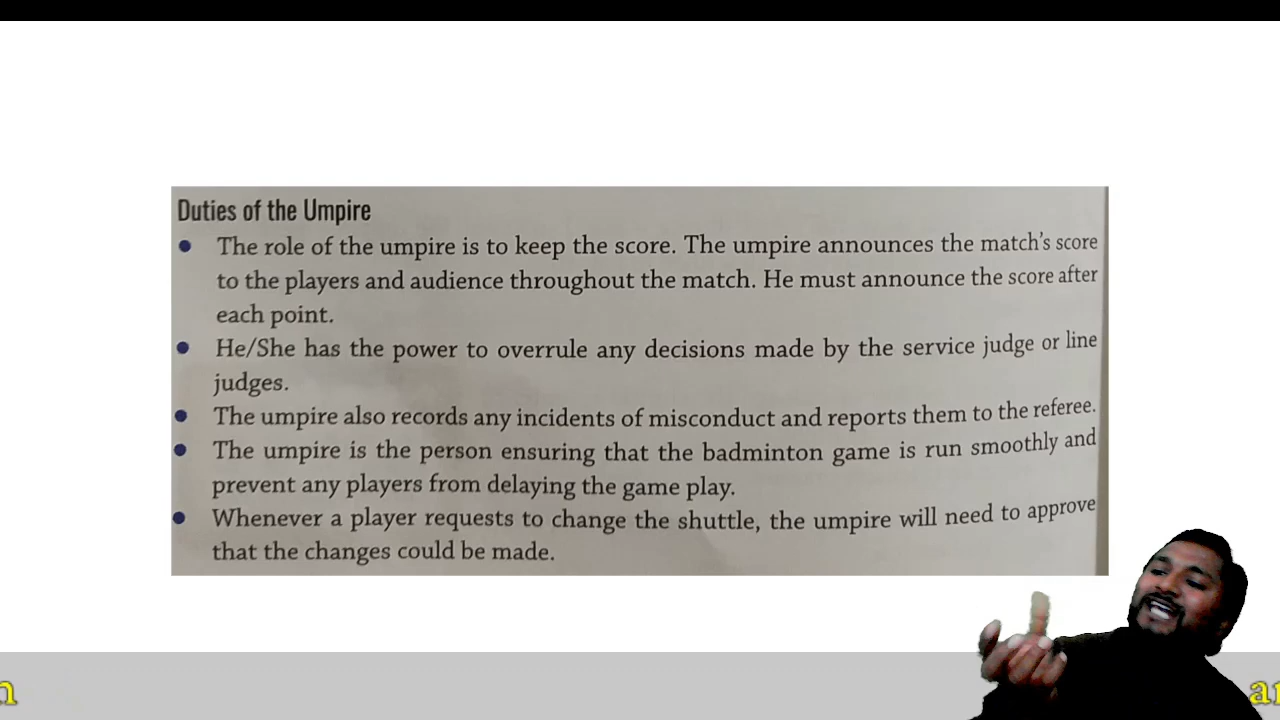 Duties of the Umpire
● The role of the umpire is to keep the score. The umpire announces the match's score
to the players and audience throughout the match. He must announce the score after
each point.
● He/She has the power to overrule any decisions made by the service judge or line
judges.
● The umpire also records any incidents of misconduct and reports them to the referee.
● The umpire is the person ensuring that the badminton game is run smoothly and
prevent any players from delaying the game play.
● Whenever a player requests to change the shuttle, the umpire will need to approve
that the changes could be made.